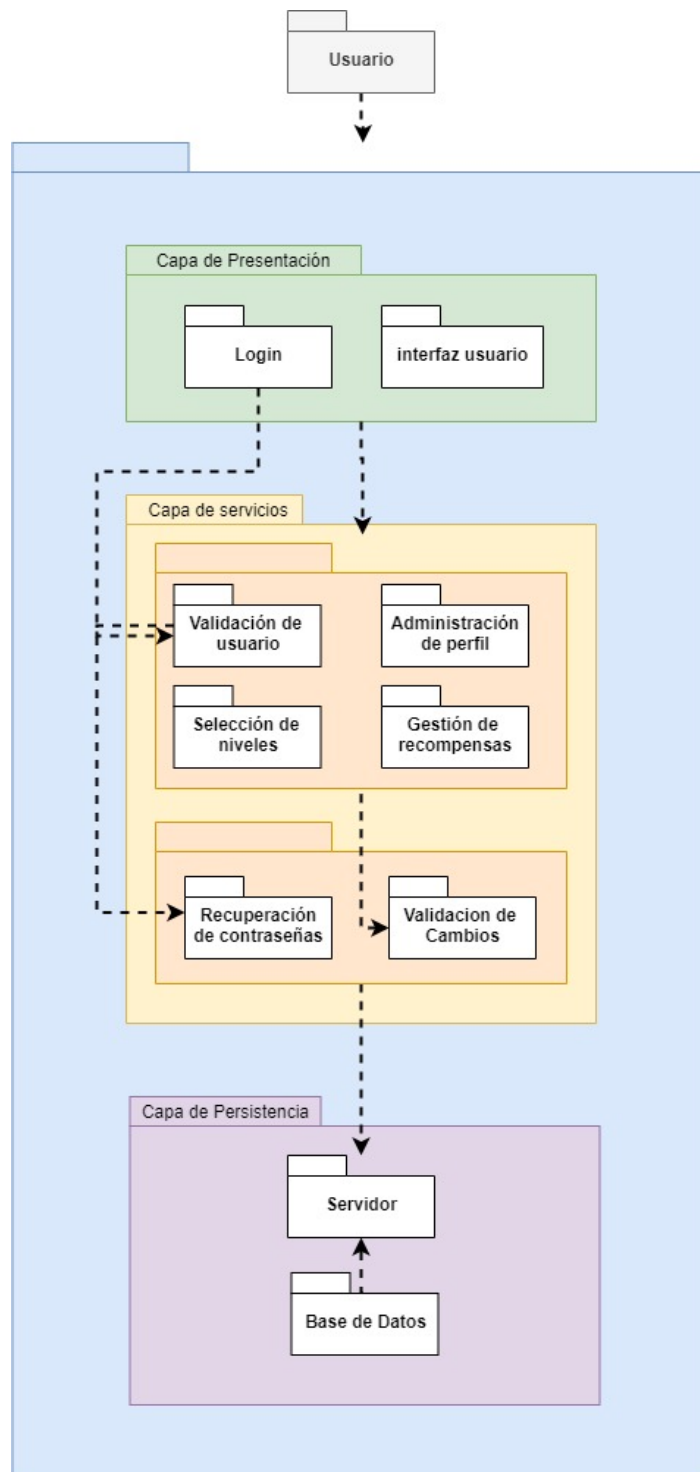 Usuario
Capa de Presentación
Login
interfaz usuario
Capa de servicios
Validación de
usuario
Administración
de perfil
Selección de
niveles
Gestión de
recompensas
Recuperación
de contraseñas
Validacion de
Cambios
Capa de Persistencia
Servidor
Base de Datos